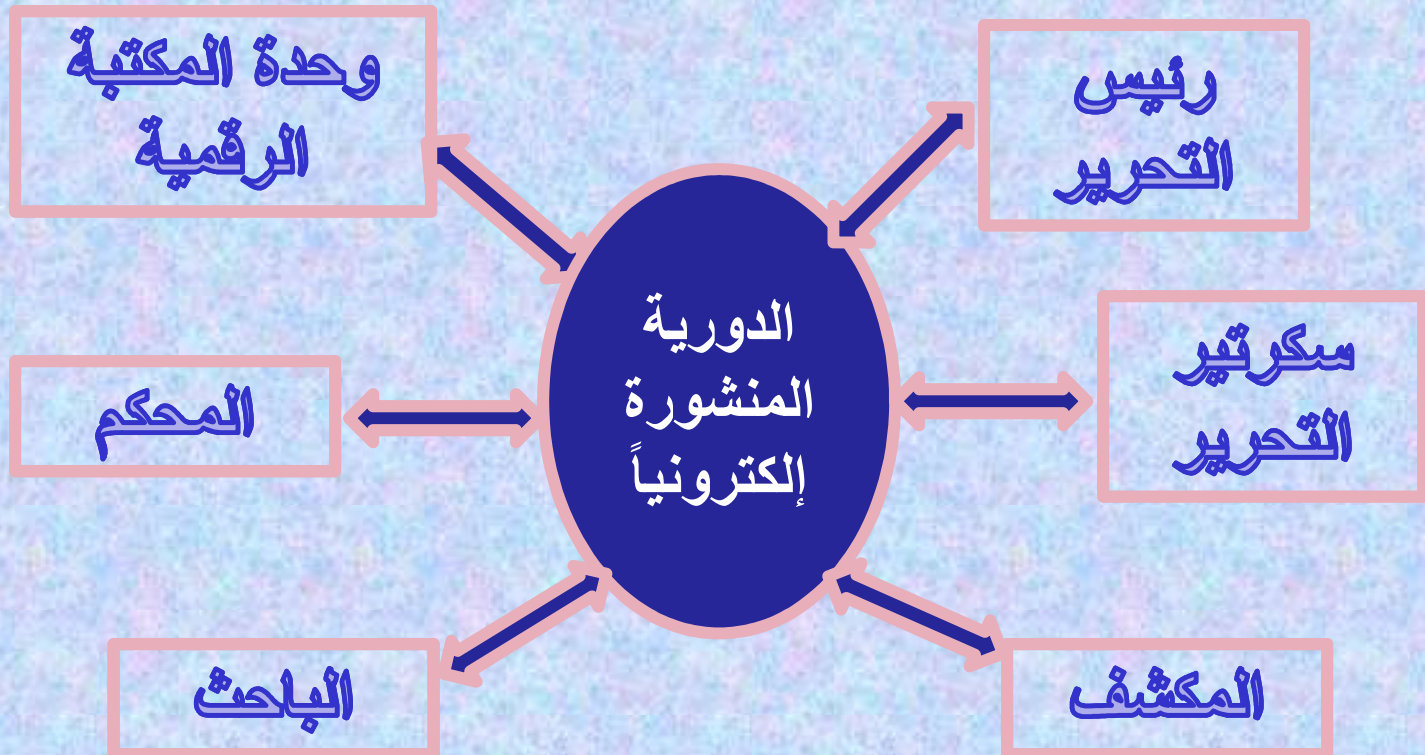 رئيس
التحرير
وحدة المكتبة
الرقمية
الدورية
المنشورة
إلكترونياً
سكرتير
التحرير
المحكم
المكشف
الباحث